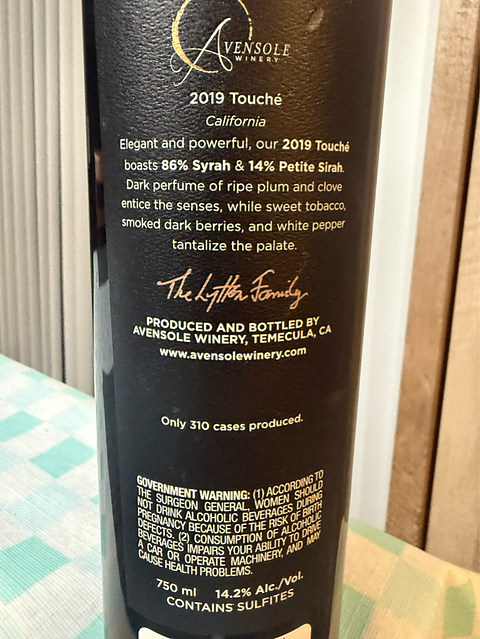 AVENSOLE
WINERY
2019 Touché
California
Elegant and powerful, our 2019 Touché
boasts 86% Syrah & 14% Petite Sirah.
Dark perfume of ripe plum and clove
entice the senses, while sweet tobacco,
smoked dark berries, and white pepper
tantalize the palate.
The Lytton Family
PRODUCED AND BOTTLED BY
AVENSOLE WINERY, TEMECULA, CA
www.avensolewinery.com
Only 310 cases produced.
GOVERNMENT WARNING: (1) ACCORDING TO
THE SURGEON GENERAL, WOMEN SHOULD
NOT DRINK ALCOHOLIC BEVERAGES DURING
PREGNANCY BECAUSE OF THE RISK OF BIRTH
DEFECTS. (2) CONSUMPTION OF ALCOHOLIC
BEVERAGES IMPAIRS YOUR ABILITY TO DRIVE
A CAR OR OPERATE MACHINERY, AND MAY
CAUSE HEALTH PROBLEMS.
750 ml 14.2% Alc./Vol.
CONTAINS SULFITES